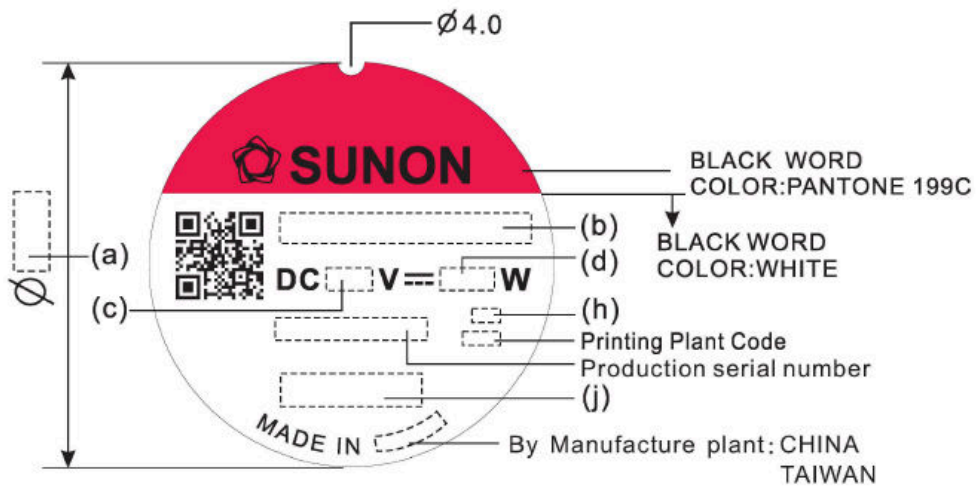 Ø4.0
SUNON
BLACK WORD
COLOR:PANTONE 199C
BLACK WORD
COLOR:WHITE
Ø
(a)
(b)
DC V W
(c)
(d)
(h)
Printing Plant Code
Production serial number
(j)
MADE IN
By Manufacture plant: CHINA
TAIWAN